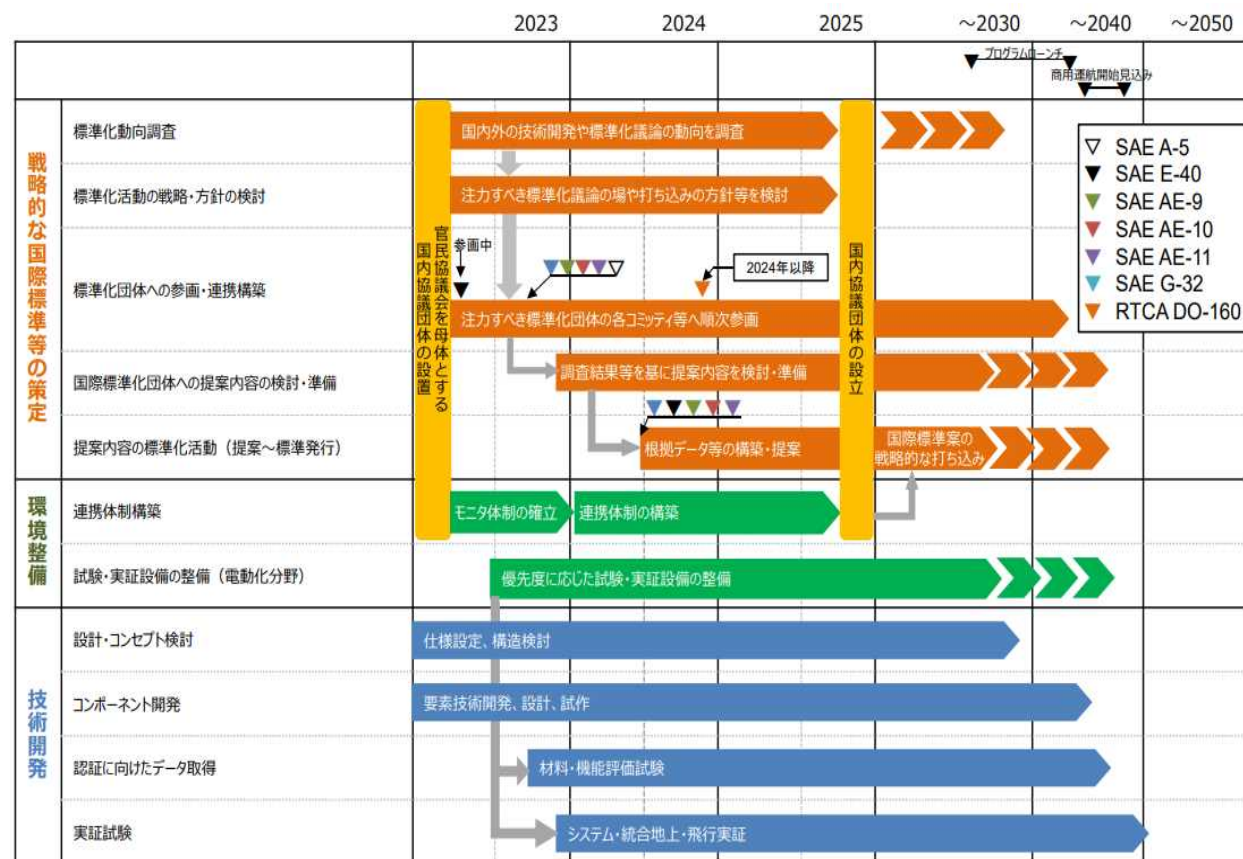 2023 2024 2025 ～2030 ～2040 ～2050
プログラムローンチ
商用運航開始見込み
戦略的な国際標準等の策定
標準化動向調査
国内外の技術開発や標準化議論の動向を調査
標準化活動の戦略・方針の検討
注力すべき標準化議論の場や打ち込みの方針等を検討
官民協議会を母体とする
国内協議団体の設置
国内協議団体の設立
標準化団体への参画・連携構築
参画中
2024年以降
注力すべき標準化団体の各コミッティ等へ順次参画
国際標準化団体への提案内容の検討・準備
調査結果等を基に提案内容を検討・準備
提案内容の標準化活動（提案～標準発行）
根拠データ等の構築・提案
国際標準案の
戦略的な打ち込み
SAE A-5
SAE E-40
SAE AE-9
SAE AE-10
SAE AE-11
SAE G-32
RTCA DO-160
環境整備
連携体制構築
モニタ体制の確立
連携体制の構築
試験・実証設備の整備（電動化分野）
優先度に応じた試験・実証設備の整備
技術開発
設計・コンセプト検討
仕様設定、構造検討
コンポーネント開発
要素技術開発、設計、試作
認証に向けたデータ取得
材料・機能評価試験
実証試験
システム・統合地上・飛行実証